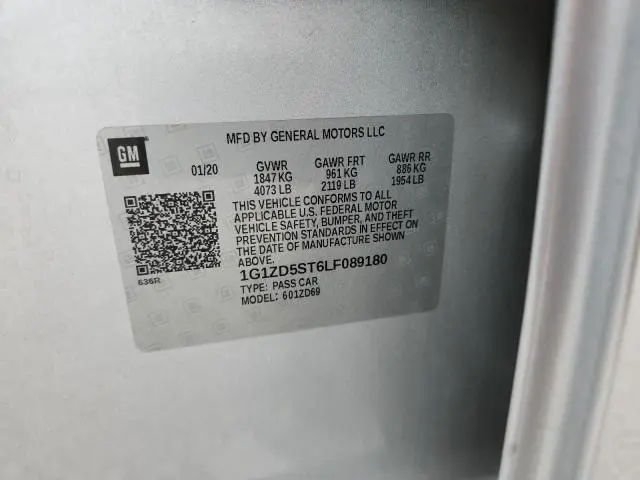 MFD BY GENERAL MOTORS LLC
GM
01/20 GVWR GAWR FRT GAWR RR
1847 KG 961 KG 886 KG
4073 LB 2119 LB 1954 LB
THIS VEHICLE CONFORMS TO ALL
APPLICABLE U.S. FEDERAL MOTOR
VEHICLE SAFETY, BUMPER, AND THEFT
PREVENTION STANDARDS IN EFFECT ON
THE DATE OF MANUFACTURE SHOWN
ABOVE.
636R
1G1ZD5ST6LF089180
TYPE: PASS CAR
MODEL: 601ZD69